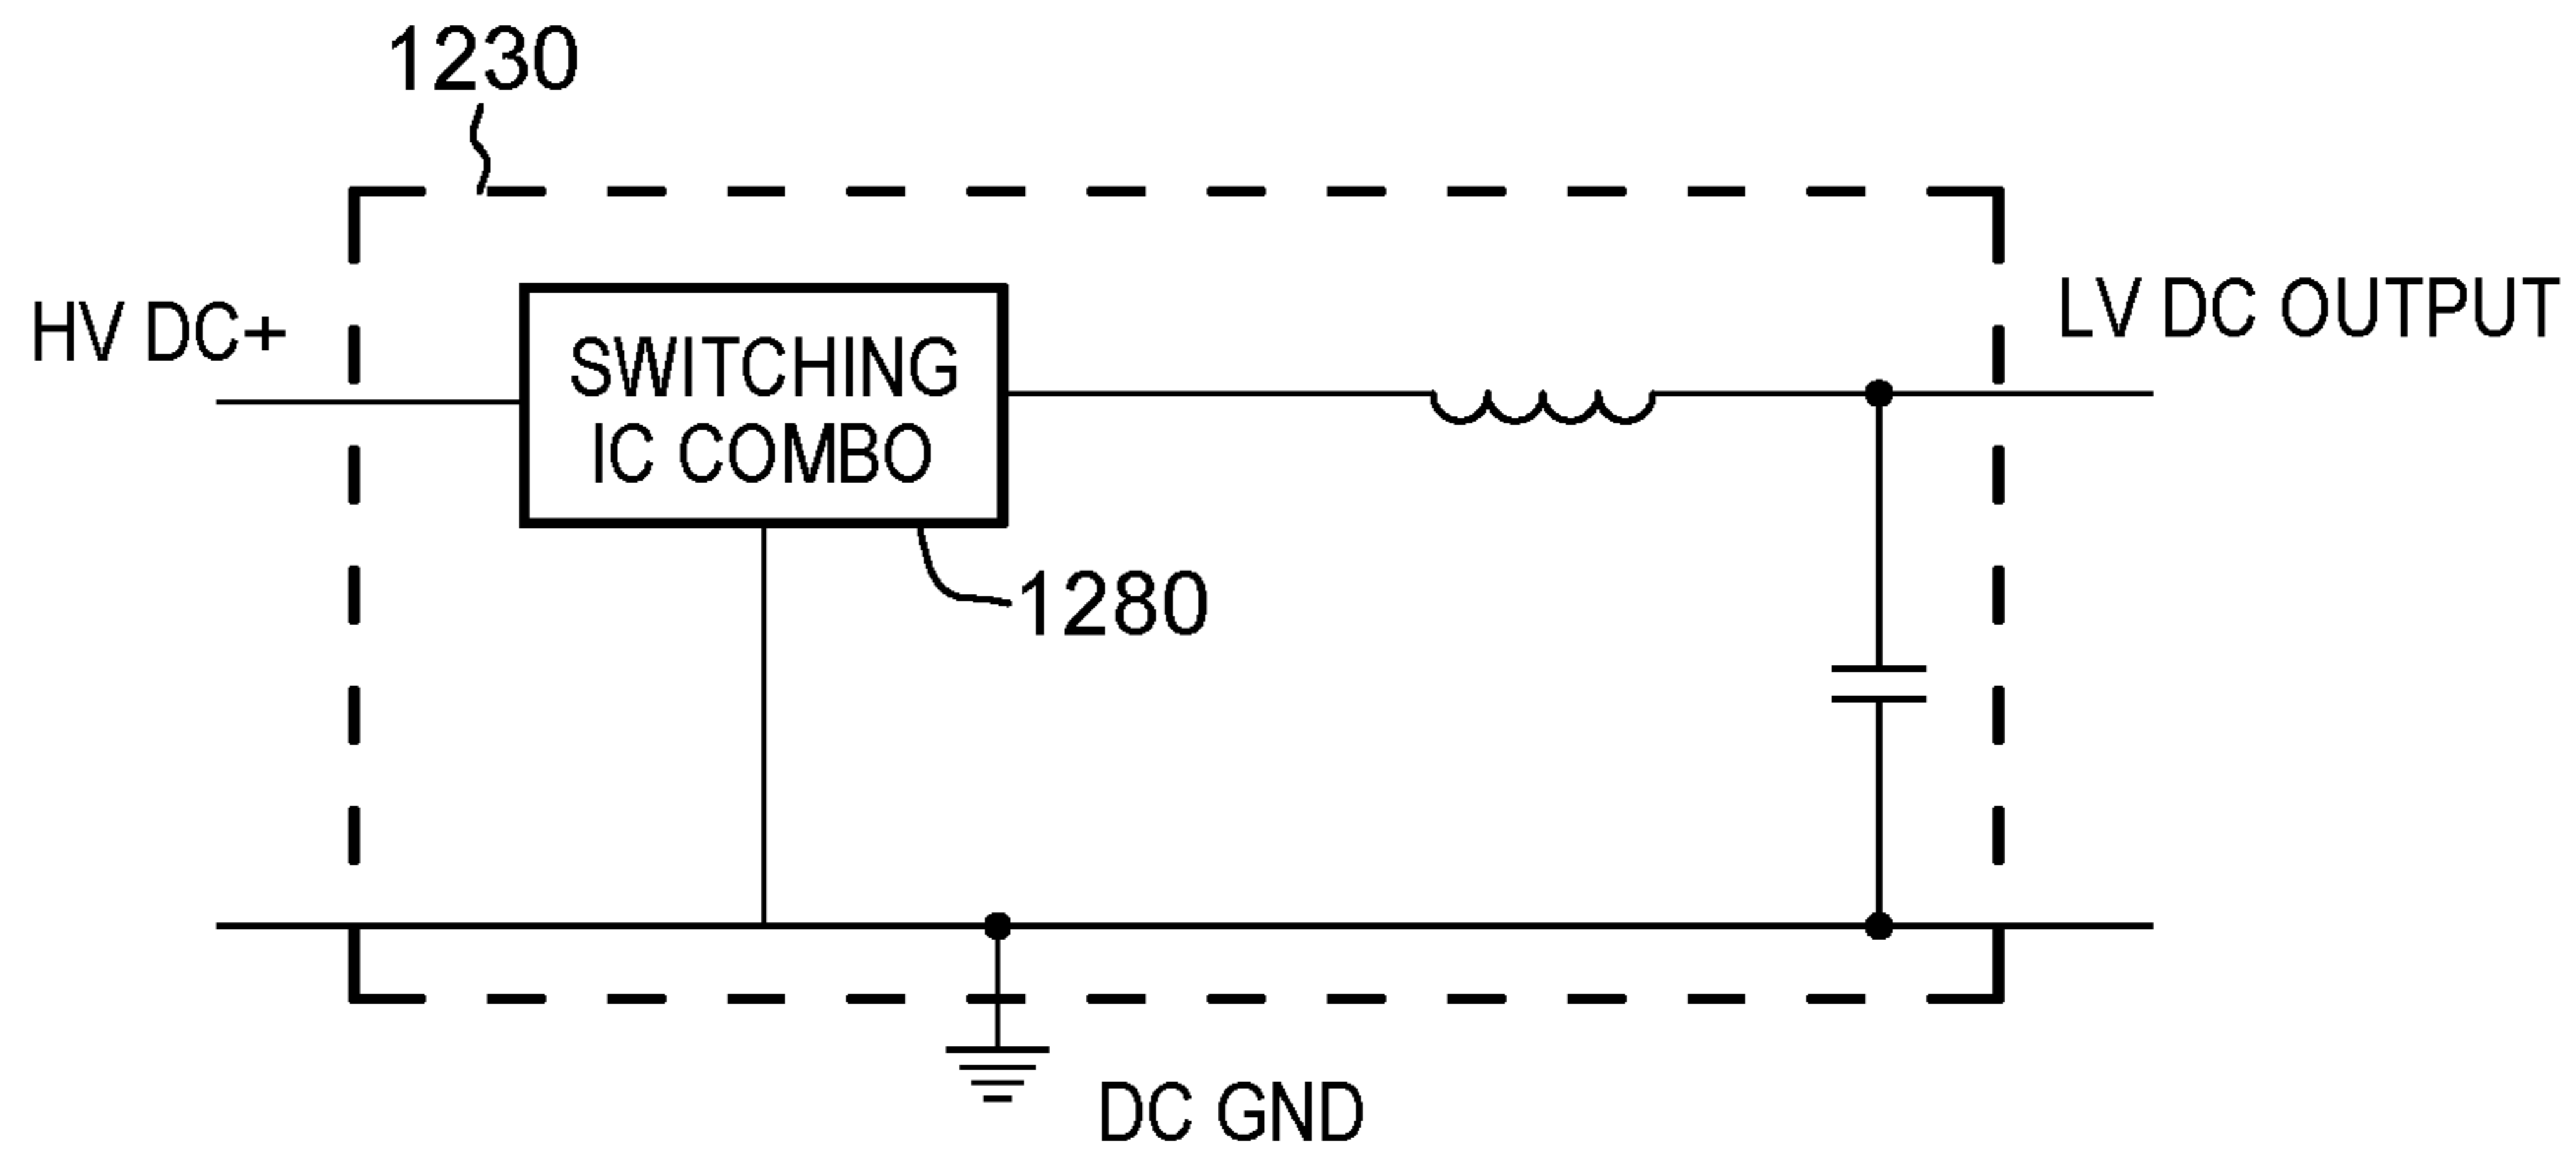 1230
HV DC+
LV DC OUTPUT
SWITCHING
IC COMBO
1280
DC GND